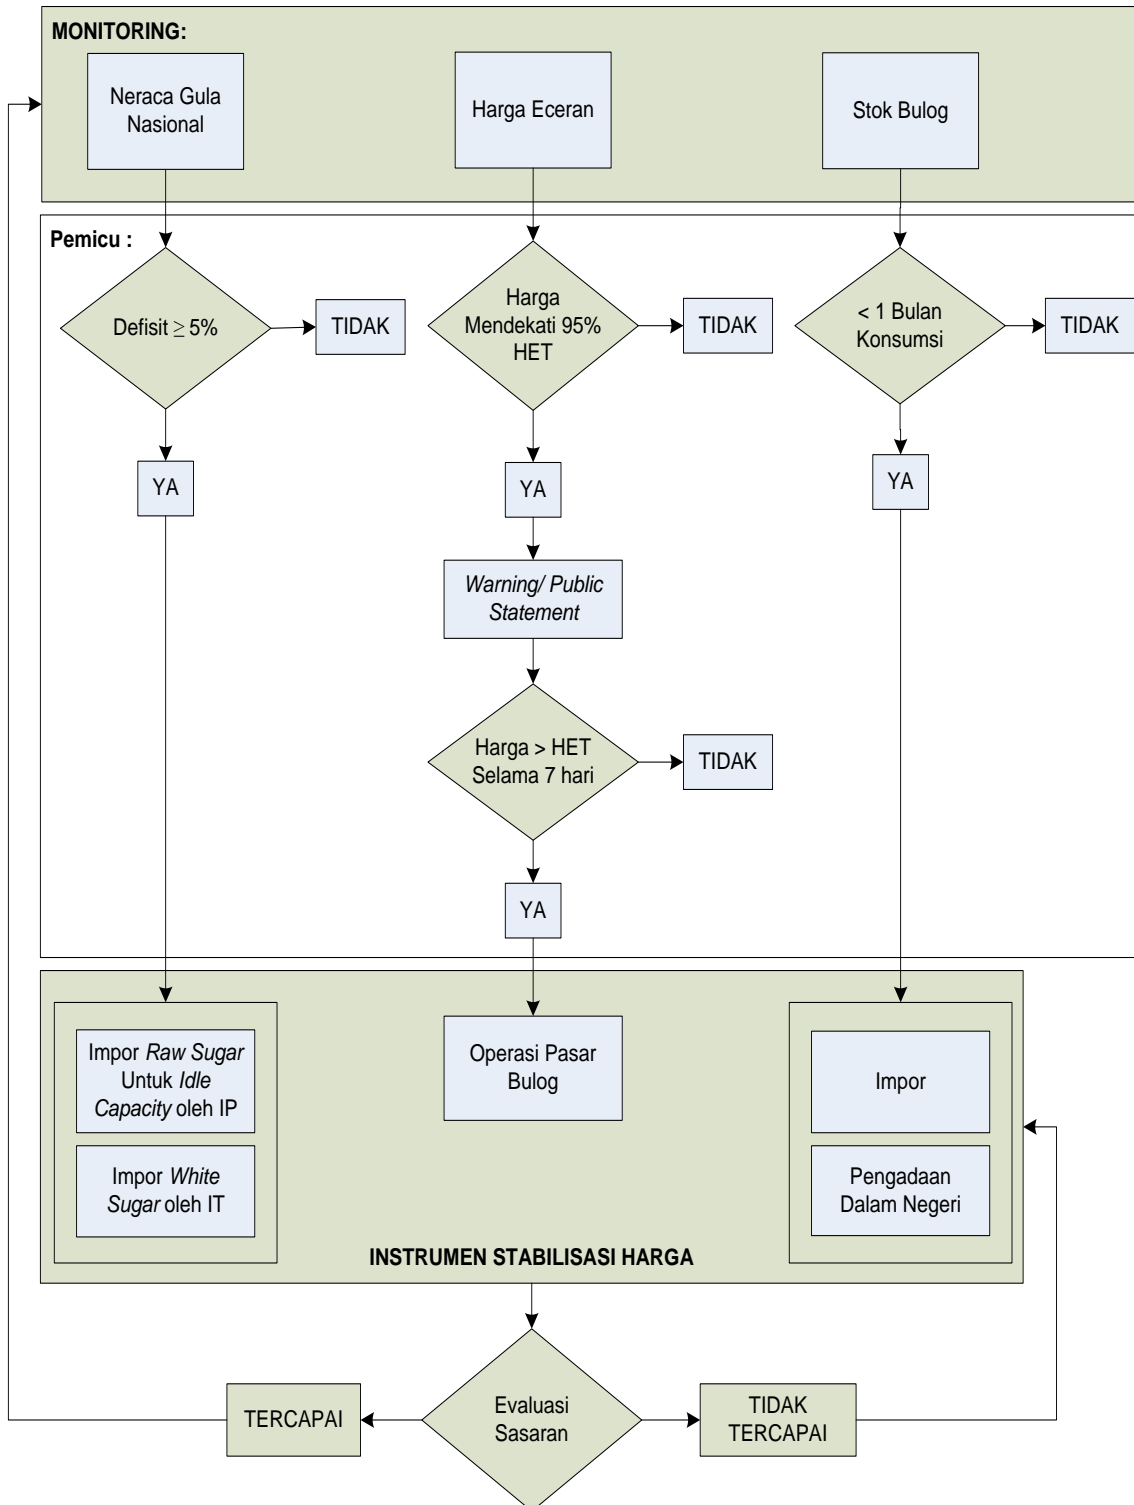 MONITORING:
Neraca Gula
Nasional
Harga Eceran
Stok Bulog
Pemicu :
Defisit ≥ 5%
TIDAK
Harga
Mendekati 95%
HET
TIDAK
< 1 Bulan
Konsumsi
TIDAK
YA
YA
YA
Warning/ Public
Statement
Harga > HET
Selama 7 hari
TIDAK
YA
Impor Raw Sugar
Untuk Idle
Capacity oleh IP
Impor White
Sugar oleh IT
Operasi Pasar
Bulog
Impor
Pengadaan
Dalam Negeri
INSTRUMEN STABILISASI HARGA
TERCAPAI
Evaluasi
Sasaran
TIDAK
TERCAPAI